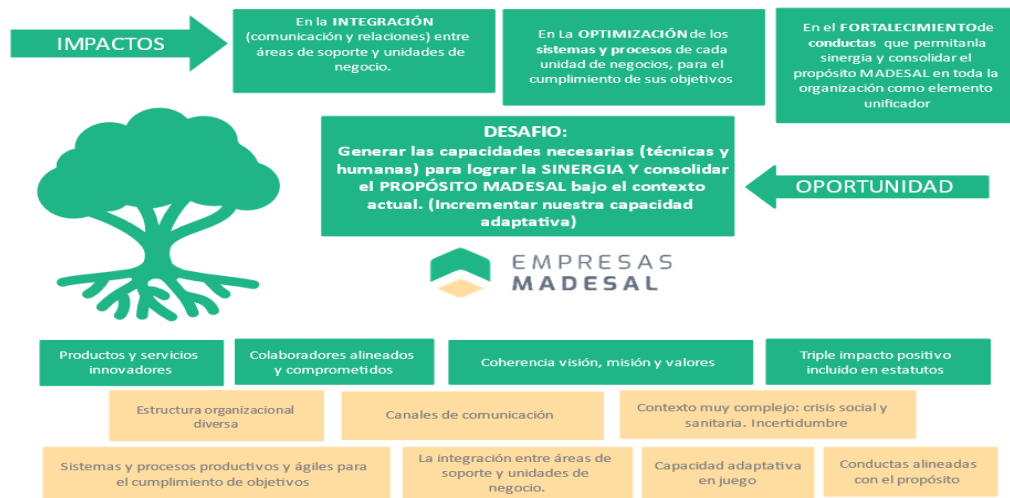 IMPACTOS
En la INTEGRACIÓN
(comunicación y relaciones) entre
áreas de soporte y unidades de
negocio.
En La OPTIMIZACIÓN de los
sistemas y procesos de cada
unidad de negocios, para el
cumplimiento de sus objetivos
En el FORTALECIMIENTO de
conductas que permitanla
sinergia y consolidar el
propósito MADESAL en toda la
organización como elemento
unificador
DESAFIO:
Generar las capacidades necesarias (técnicas y
humanas) para lograr la SINERGIA Y consolidar
el PROPÓSITO MADESAL bajo el contexto
actual. (Incrementar nuestra capacidad
adaptativa)
OPORTUNIDAD
EMPRESAS
MADESAL
Productos y servicios
innovadores
Colaboradores alineados
y comprometidos
Coherencia visión, misión y valores
Triple impacto positivo
incluido en estatutos
Estructura organizacional
diversa
Canales de comunicación
Contexto muy complejo: crisis social y
sanitaria. Incertidumbre
Sistemas y procesos productivos y ágiles para
el cumplimiento de objetivos
La integración entre áreas de
soporte y unidades de
negocio.
Capacidad adaptativa
en juego
Conductas alineadas
con el propósito